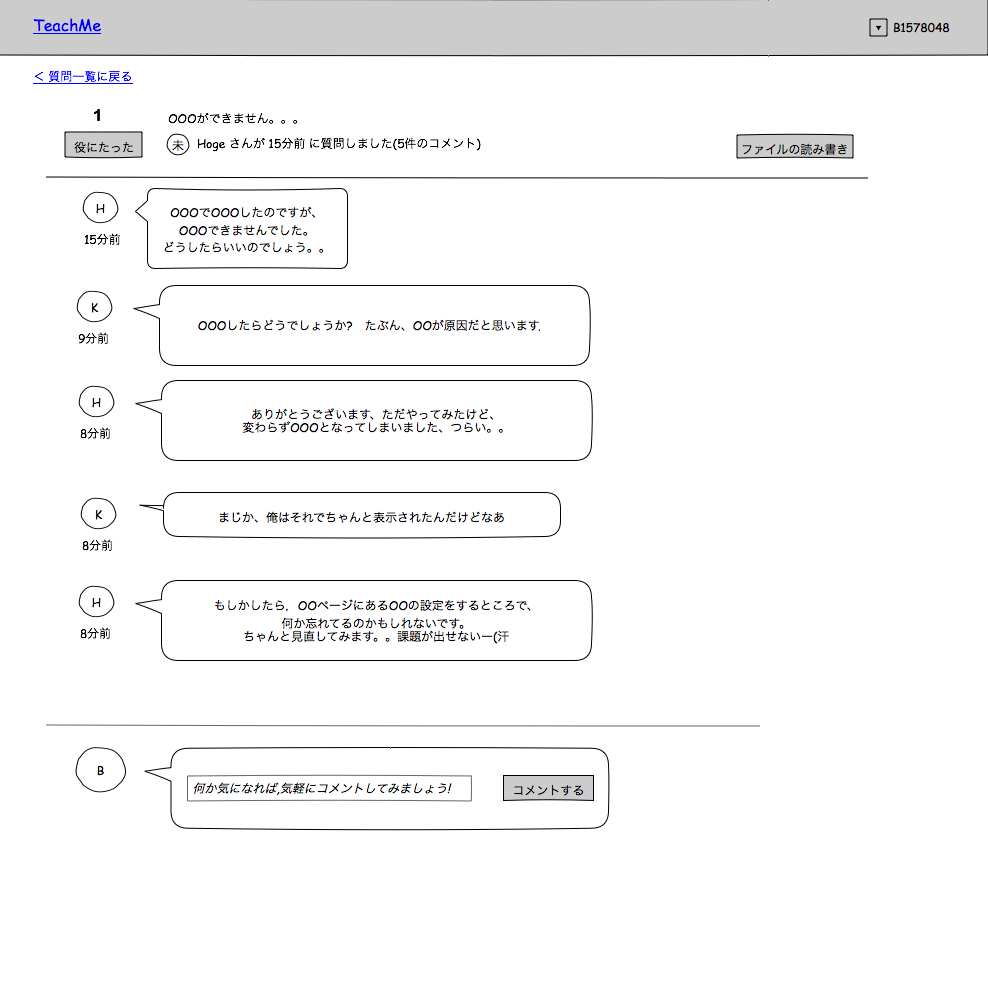 TeachMe
▼ B1578048
< 質問一覧に戻る
1
OOOができません。。。
役にたった
未 Hoge さんが 15分前 に質問しました(5件のコメント)
ファイルの読み書き
H
15分前
OOOでOOOしたのですが、
OOOできませんでした。
どうしたらいいのでしょう。。
K
9分前
OOOしたらどうでしょうか?　たぶん、OOが原因だと思います.
H
8分前
ありがとうございます、ただやってみたけど、
変わらずOOOとなってしまいました、つらい。。
K
8分前
まじか、俺はそれでちゃんと表示されたんだけどなあ
H
8分前
もしかしたら, OOページにあるOOの設定をするところで、
何か忘れてるのかもしれないです。
ちゃんと見直してみます。。課題が出せないー(汗
B
何か気になれば,気軽にコメントしてみましょう!
コメントする